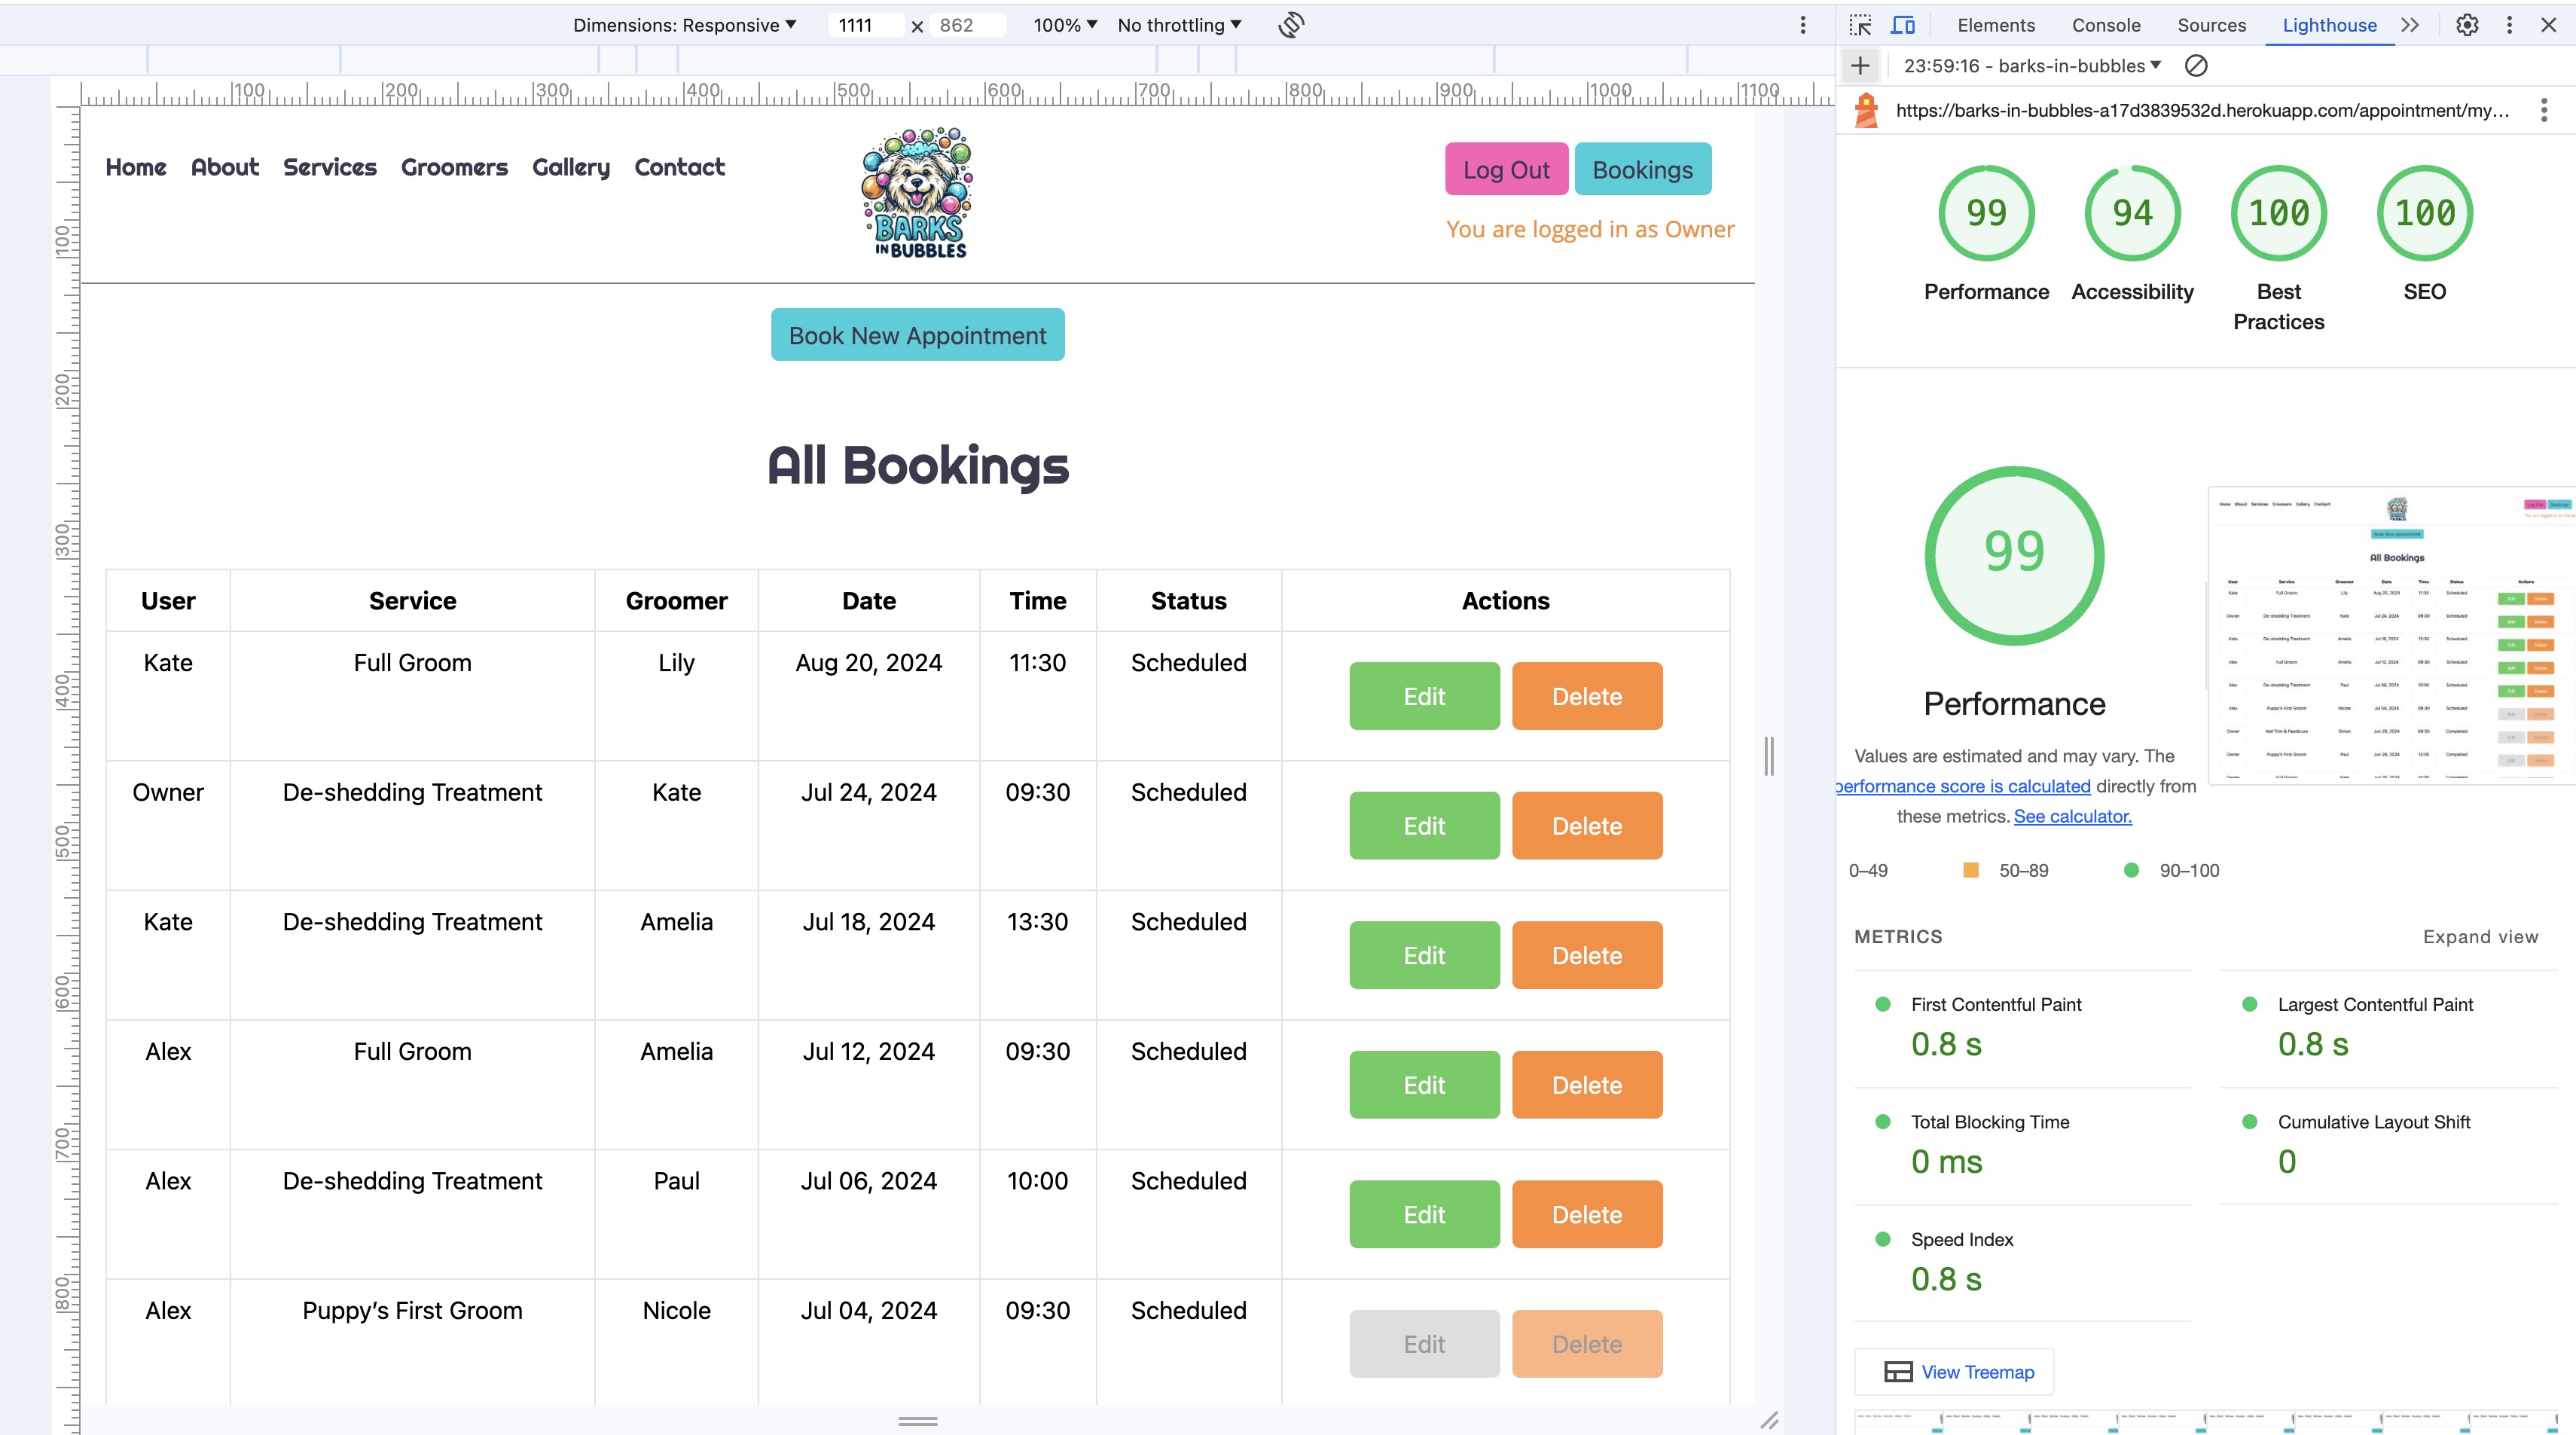 Dimensions: Responsive 1111 x 862 100% No throttling
Elements Console Sources Lighthouse
23:59:16 - barks-in-bubbles
https://barks-in-bubbles-a17d3839532d.herokuapp.com/appointment/my...
100 200 300 400 500 600 700 800 900 1000 1100
100
200
300
400
500
600
700
800
Home About Services Groomers Gallery Contact
BARKS
IN BUBBLES
Log Out Bookings
You are logged in as Owner
Book New Appointment
All Bookings
User Service Groomer Date Time Status Actions
Kate Full Groom Lily Aug 20, 2024 11:30 Scheduled Edit Delete
Owner De-shedding Treatment Kate Jul 24, 2024 09:30 Scheduled Edit Delete
Kate De-shedding Treatment Amelia Jul 18, 2024 13:30 Scheduled Edit Delete
Alex Full Groom Amelia Jul 12, 2024 09:30 Scheduled Edit Delete
Alex De-shedding Treatment Paul Jul 06, 2024 10:00 Scheduled Edit Delete
Alex Puppy’s First Groom Nicole Jul 04, 2024 09:30 Scheduled Edit Delete
99 94 100 100
Performance Accessibility Best Practices SEO
99
Performance
Values are estimated and may vary. The
performance score is calculated directly from
these metrics. See calculator.
0–49 50–89 90–100
All Bookings
METRICS Expand view
First Contentful Paint
0.8 s
Largest Contentful Paint
0.8 s
Total Blocking Time
0 ms
Cumulative Layout Shift
0
Speed Index
0.8 s
View Treemap